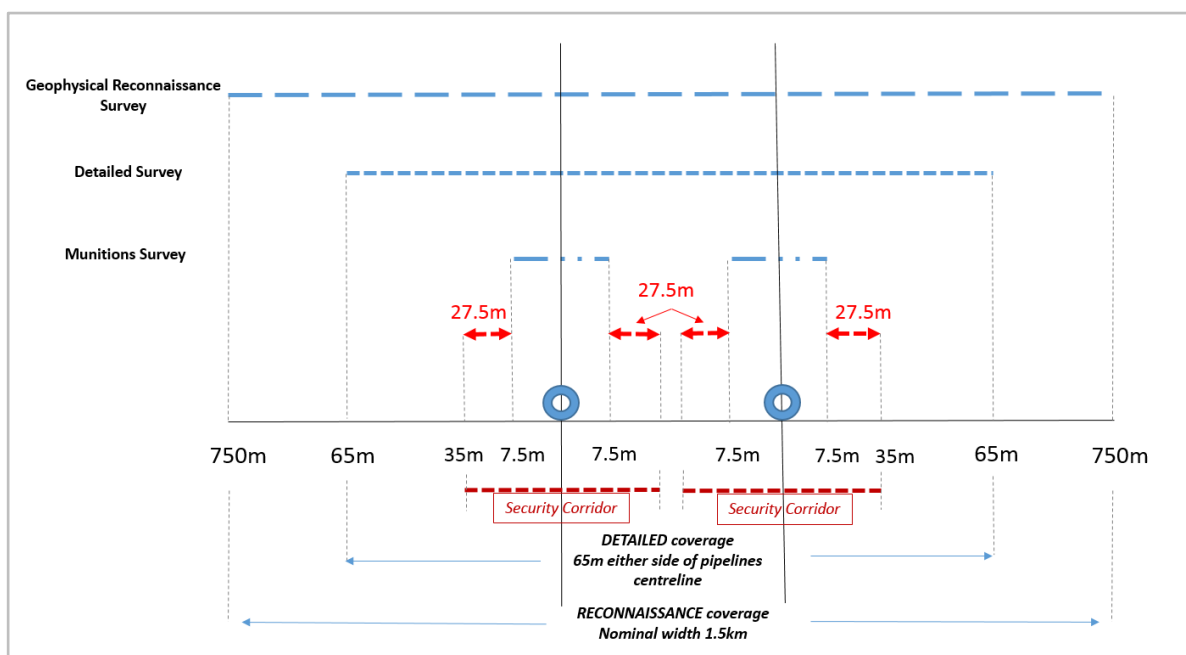 Geophysical Reconnaissance
Survey
Detailed Survey
Munitions Survey
27.5m
27.5m
27.5m
750m
65m
35m
7.5m
7.5m
7.5m
7.5m
35m
65m
750m
Security Corridor
Security Corridor
DETAILED coverage
65m either side of pipelines
centreline
RECONNAISSANCE coverage
Nominal width 1.5km